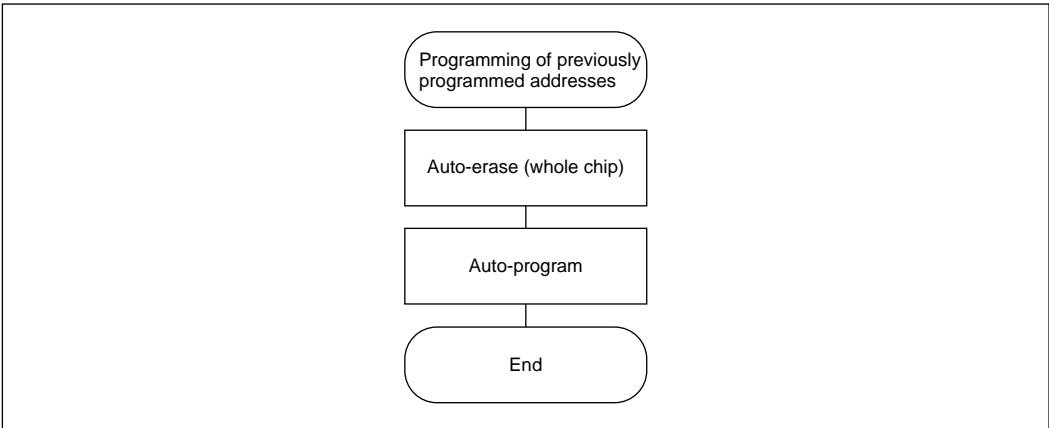 Programming of previously
programmed addresses
Auto-erase (whole chip)
Auto-program
End